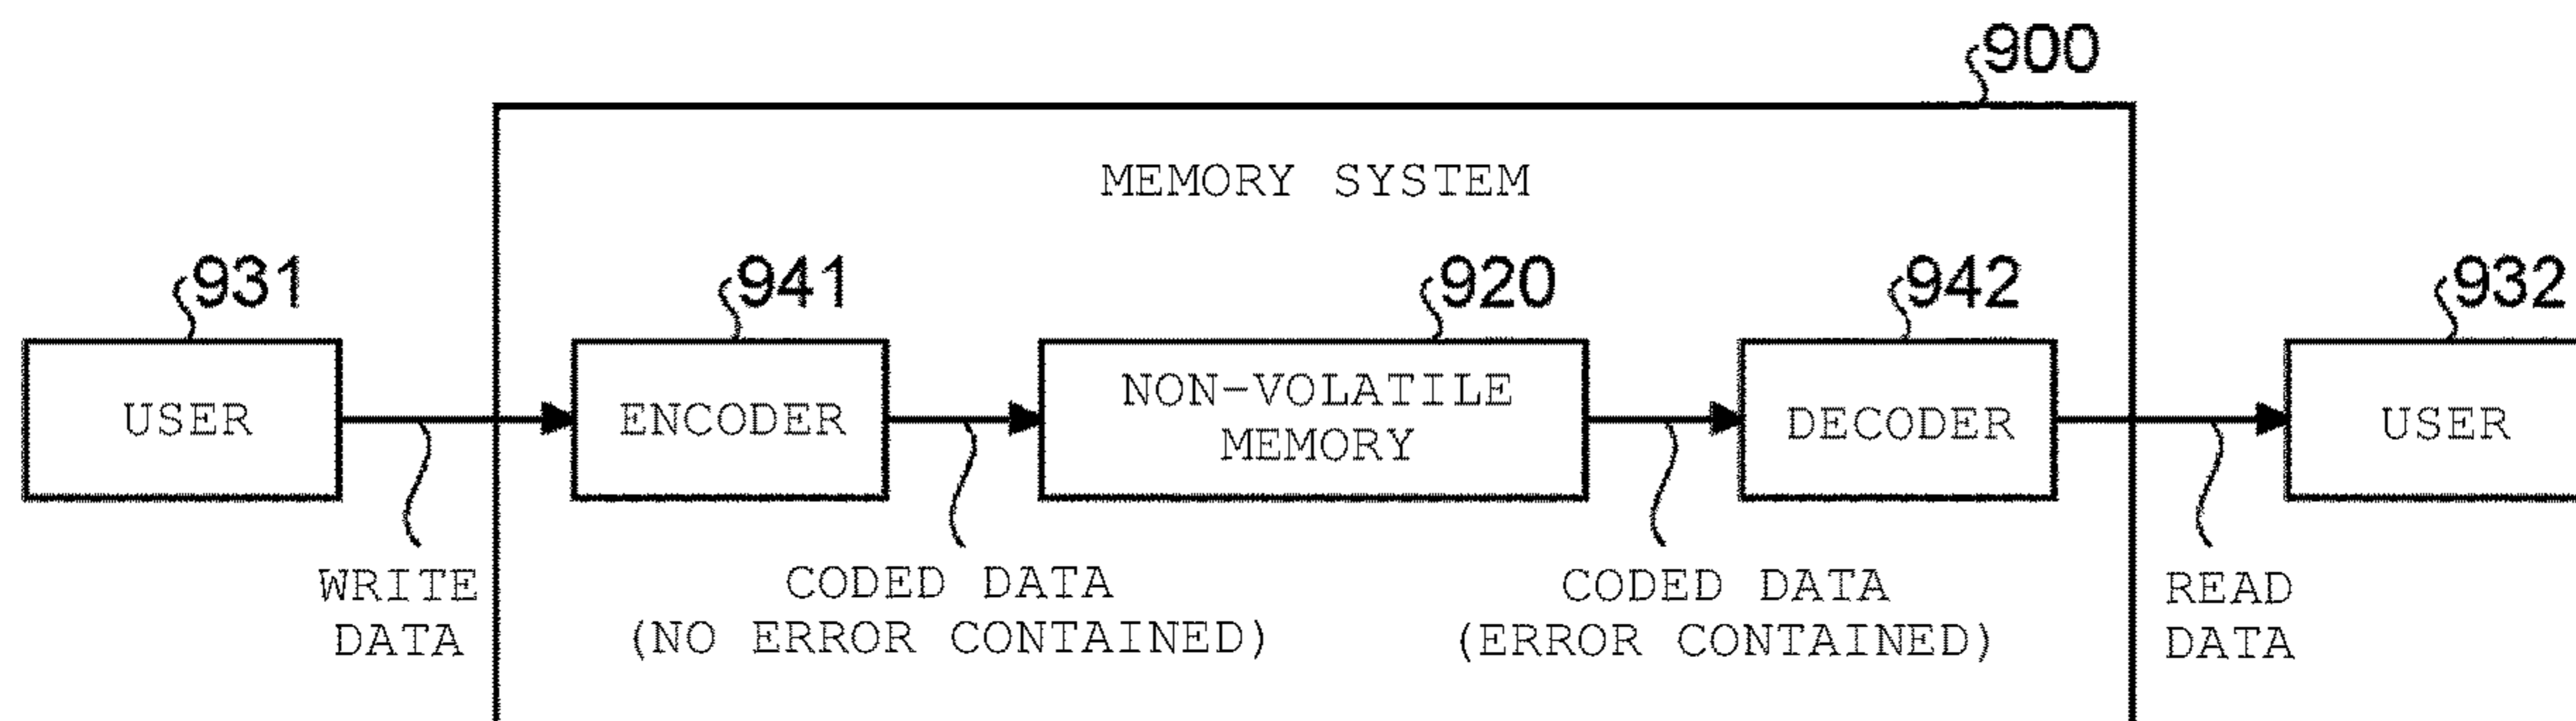 900
MEMORY SYSTEM
931
941
920
942
932
USER
ENCODER
NON-VOLATILE
MEMORY
DECODER
USER
WRITE
DATA
CODED DATA
(NO ERROR CONTAINED)
CODED DATA
(ERROR CONTAINED)
READ
DATA